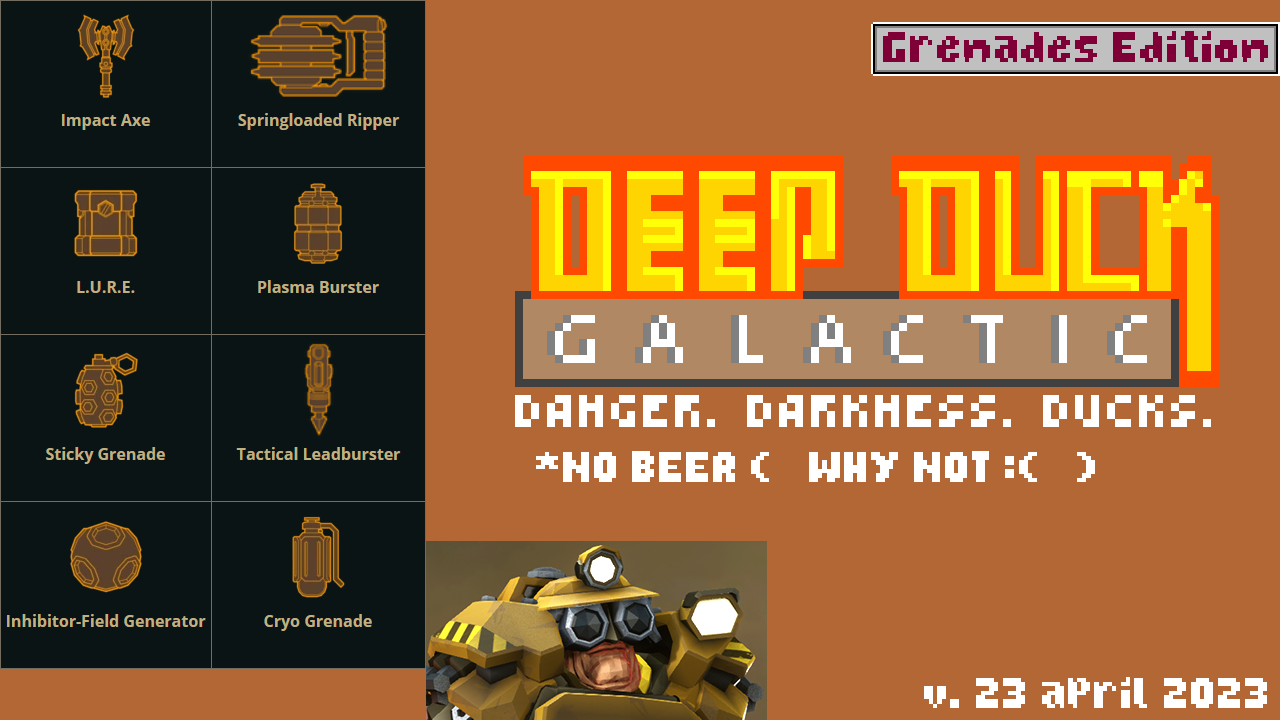 Impact Axe
Springloaded Ripper
L.U.R.E.
Plasma Burster
Sticky Grenade
Tactical Leadburster
Inhibitor-Field Generator
Cryo Grenade
Grenades Edition
DEEP DUCK
GALACTIC
DANGER. DARKNESS. DUCKS.
*NO BEER ( WHY NOT :( )
v. 23 april 2023